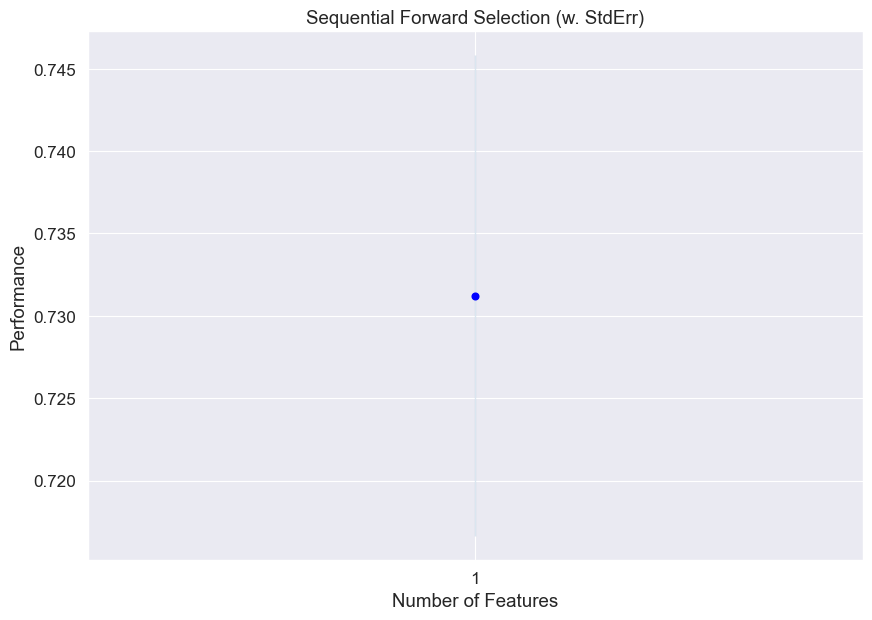 Sequential Forward Selection (w. StdErr)
0.745
0.740
0.735
0.730
0.725
0.720
Performance
1
Number of Features